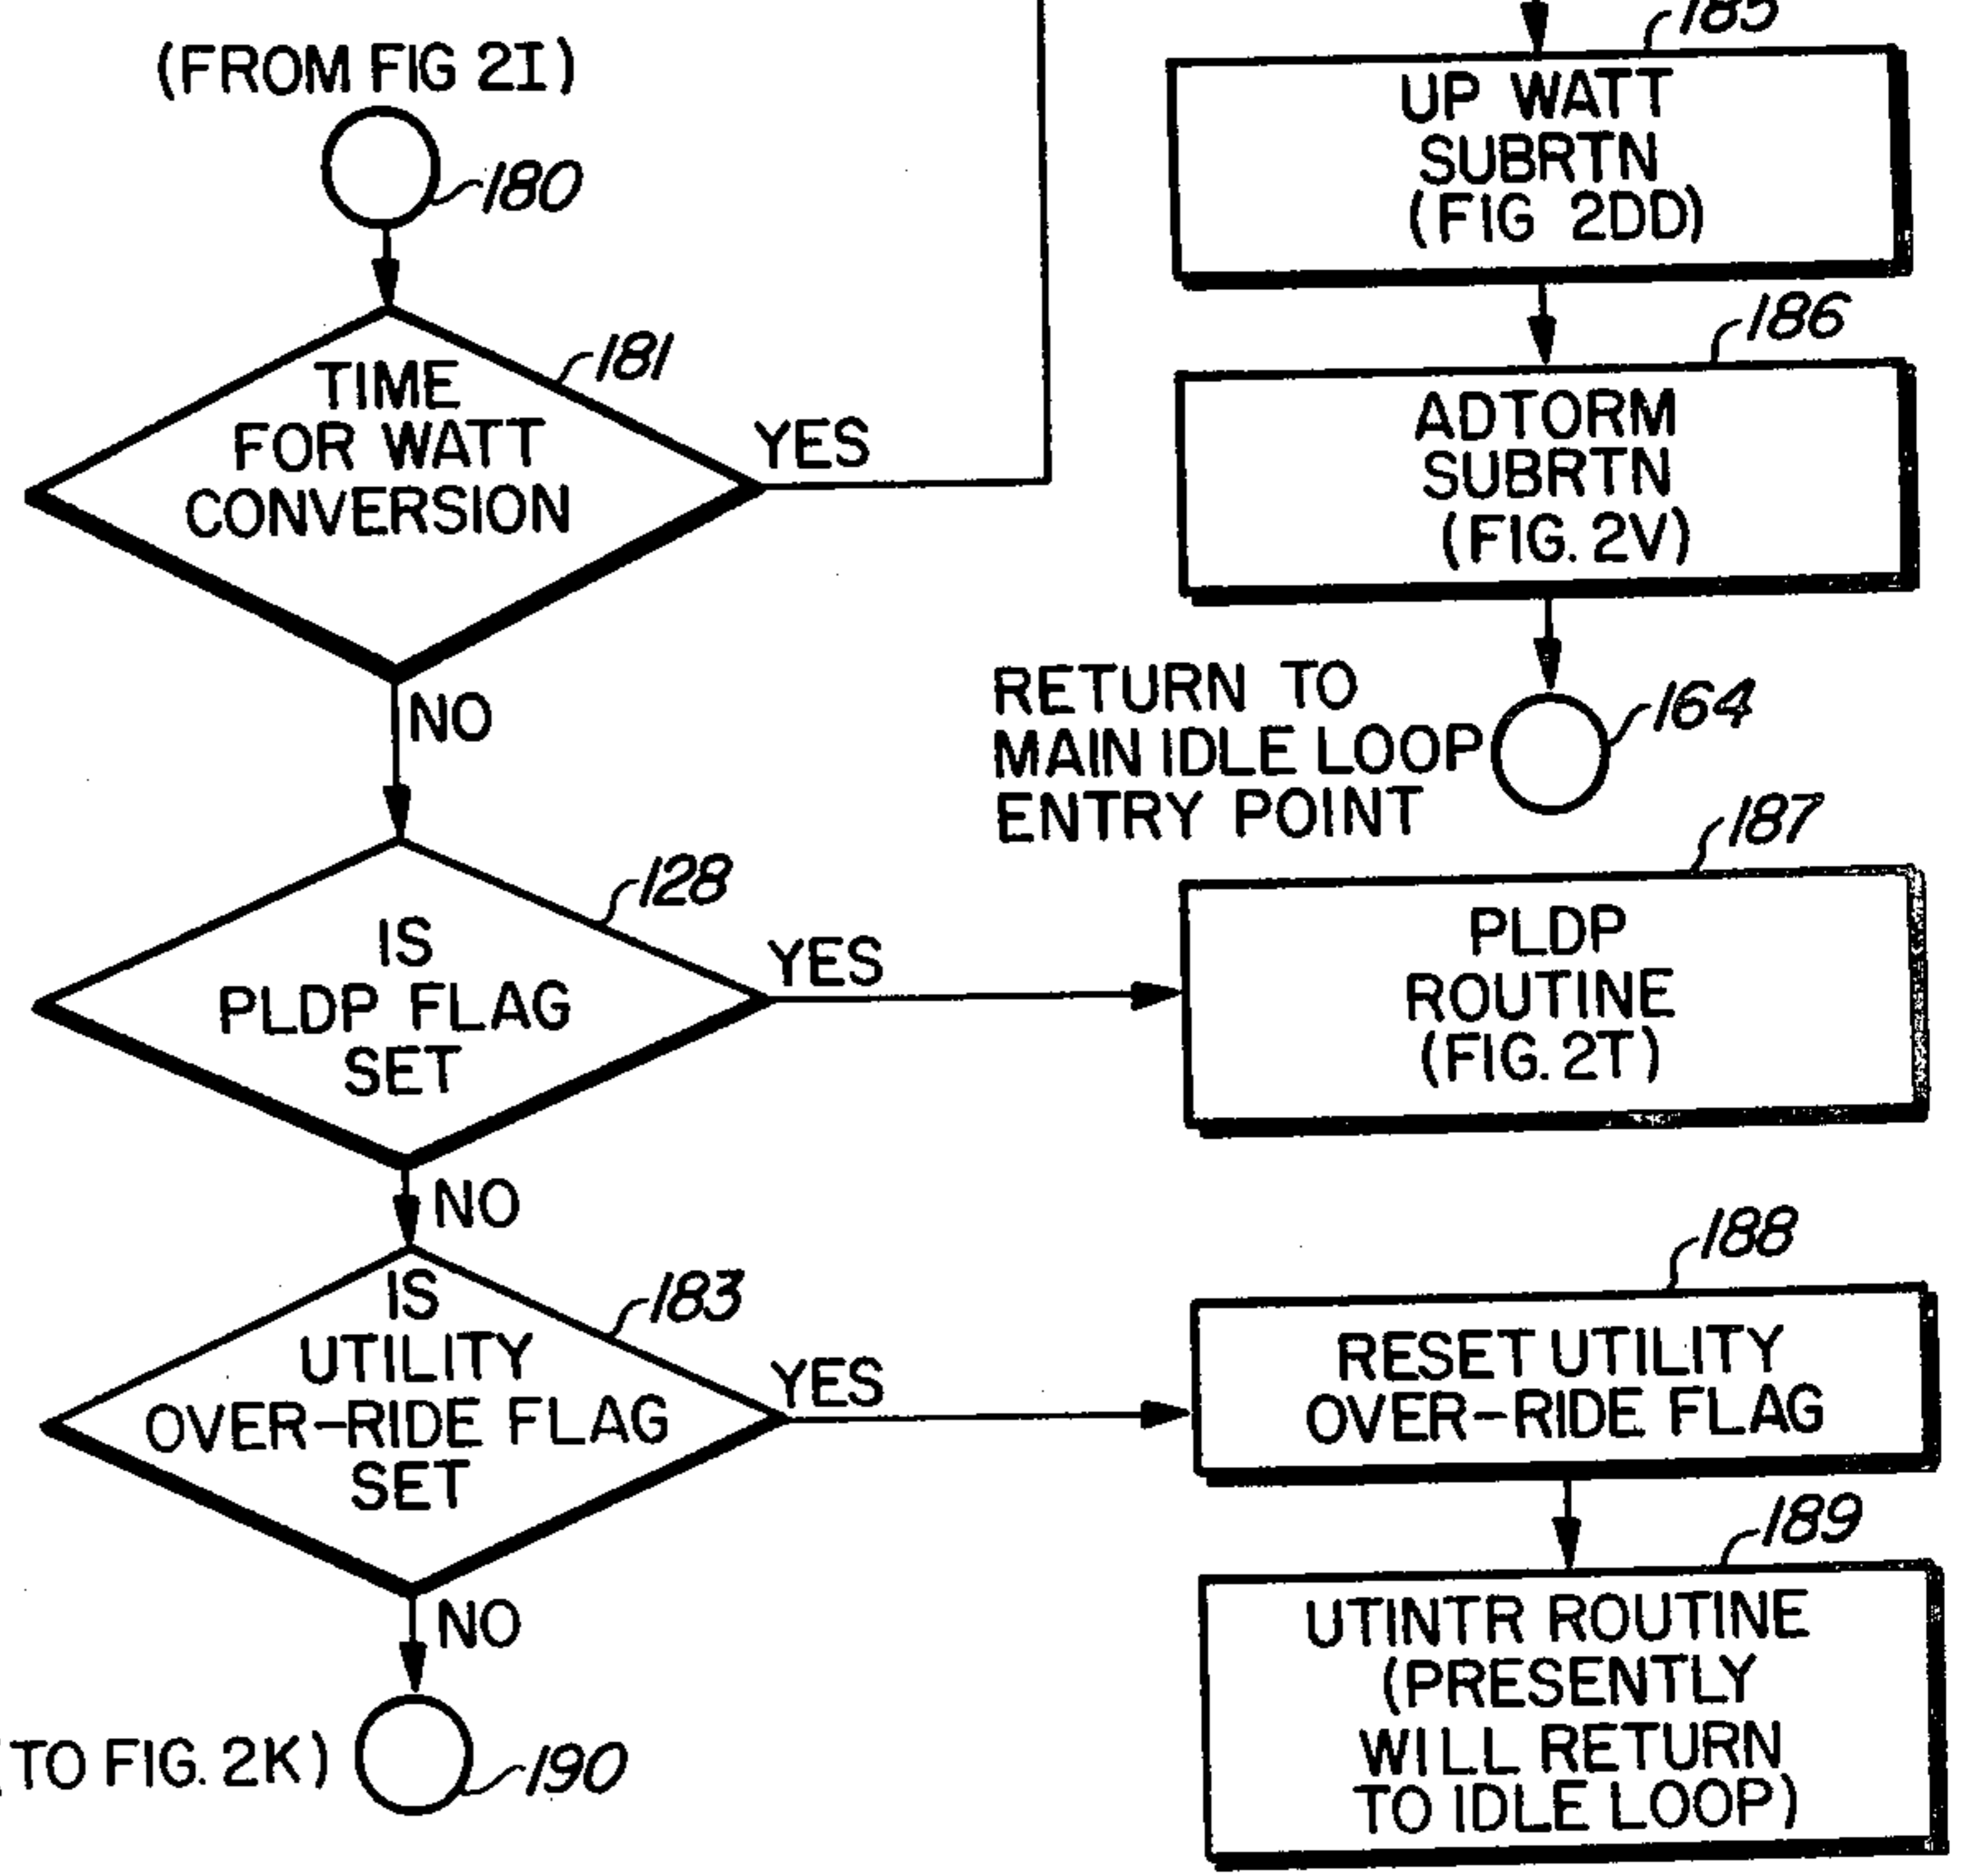 (FROM FIG 2I)
180
TIME
FOR WATT
CONVERSION
181
YES
NO
IS
PLDP FLAG
SET
128
YES
NO
IS
UTILITY
OVER-RIDE FLAG
SET
183
YES
NO
(TO FIG. 2K)
190
185
UP WATT
SUBRTN
(FIG 2DD)
186
ADTORM
SUBRTN
(FIG. 2V)
RETURN TO
MAIN IDLE LOOP
ENTRY POINT
164
187
PLDP
ROUTINE
(FIG. 2T)
188
RESET UTILITY
OVER-RIDE FLAG
189
UTINTR ROUTINE
(PRESENTLY
WILL RETURN
TO IDLE LOOP)